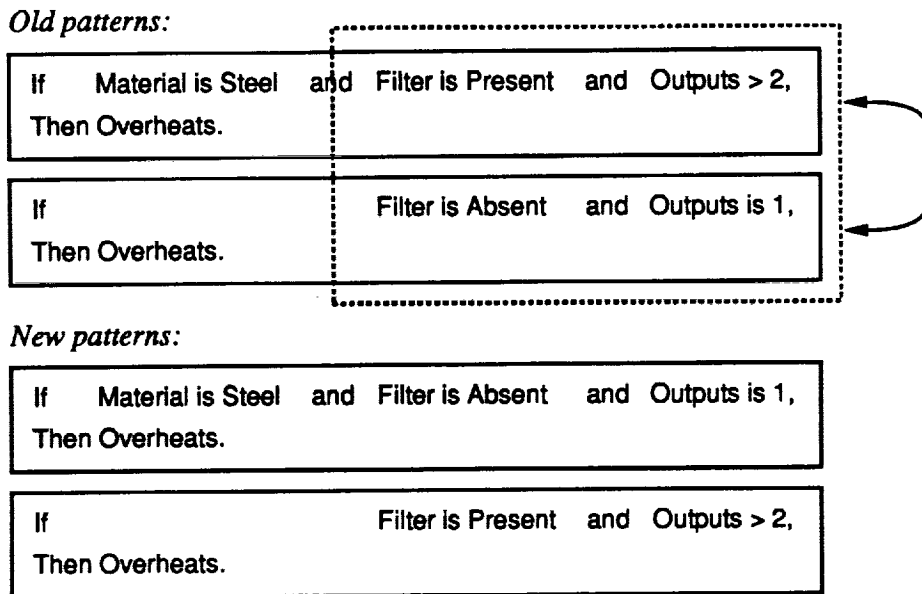 Old patterns:
If Material is Steel and Filter is Present and Outputs > 2,
Then Overheats.
If Filter is Absent and Outputs is 1,
Then Overheats.
New patterns:
If Material is Steel and Filter is Absent and Outputs is 1,
Then Overheats.
If Filter is Present and Outputs > 2,
Then Overheats.